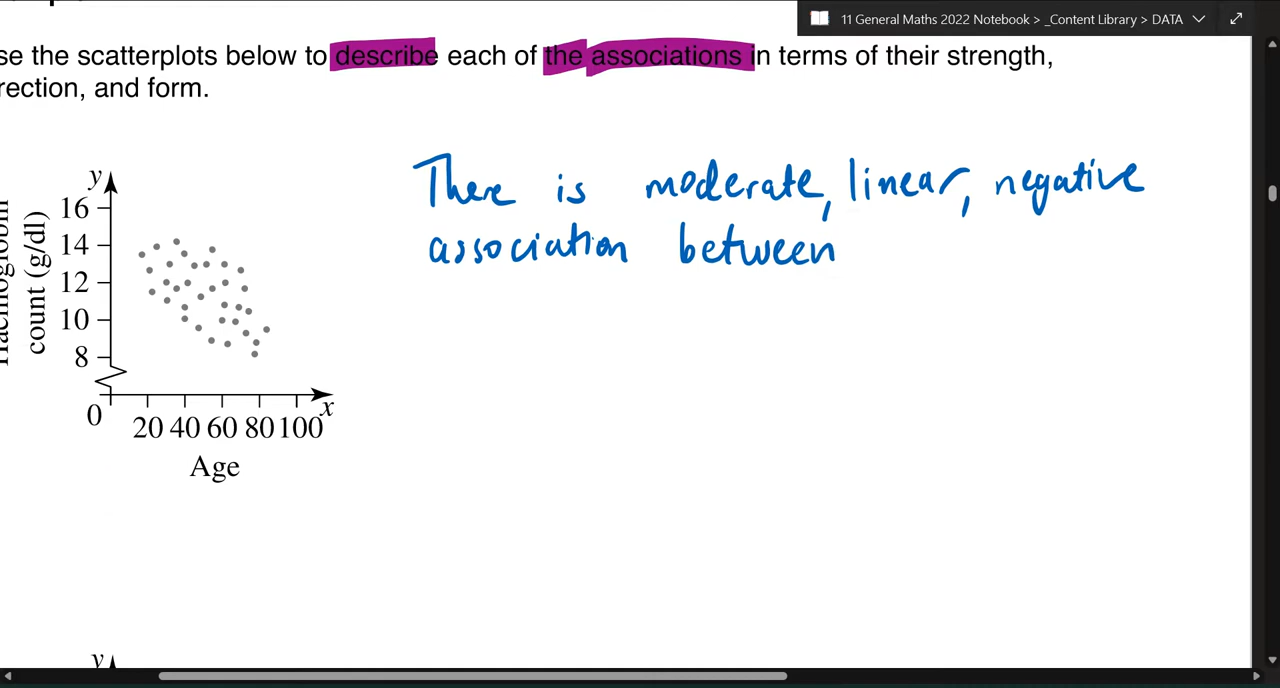 11 General Maths 2022 Notebook > _Content Library > DATA
se the scatterplots below to describe each of the associations in terms of their strength,
rection, and form.
There is moderate, linear, negative
association between
y
16
14
12
10
8
count (g/dl)
0
20 40 60 80 100
x
Age
y